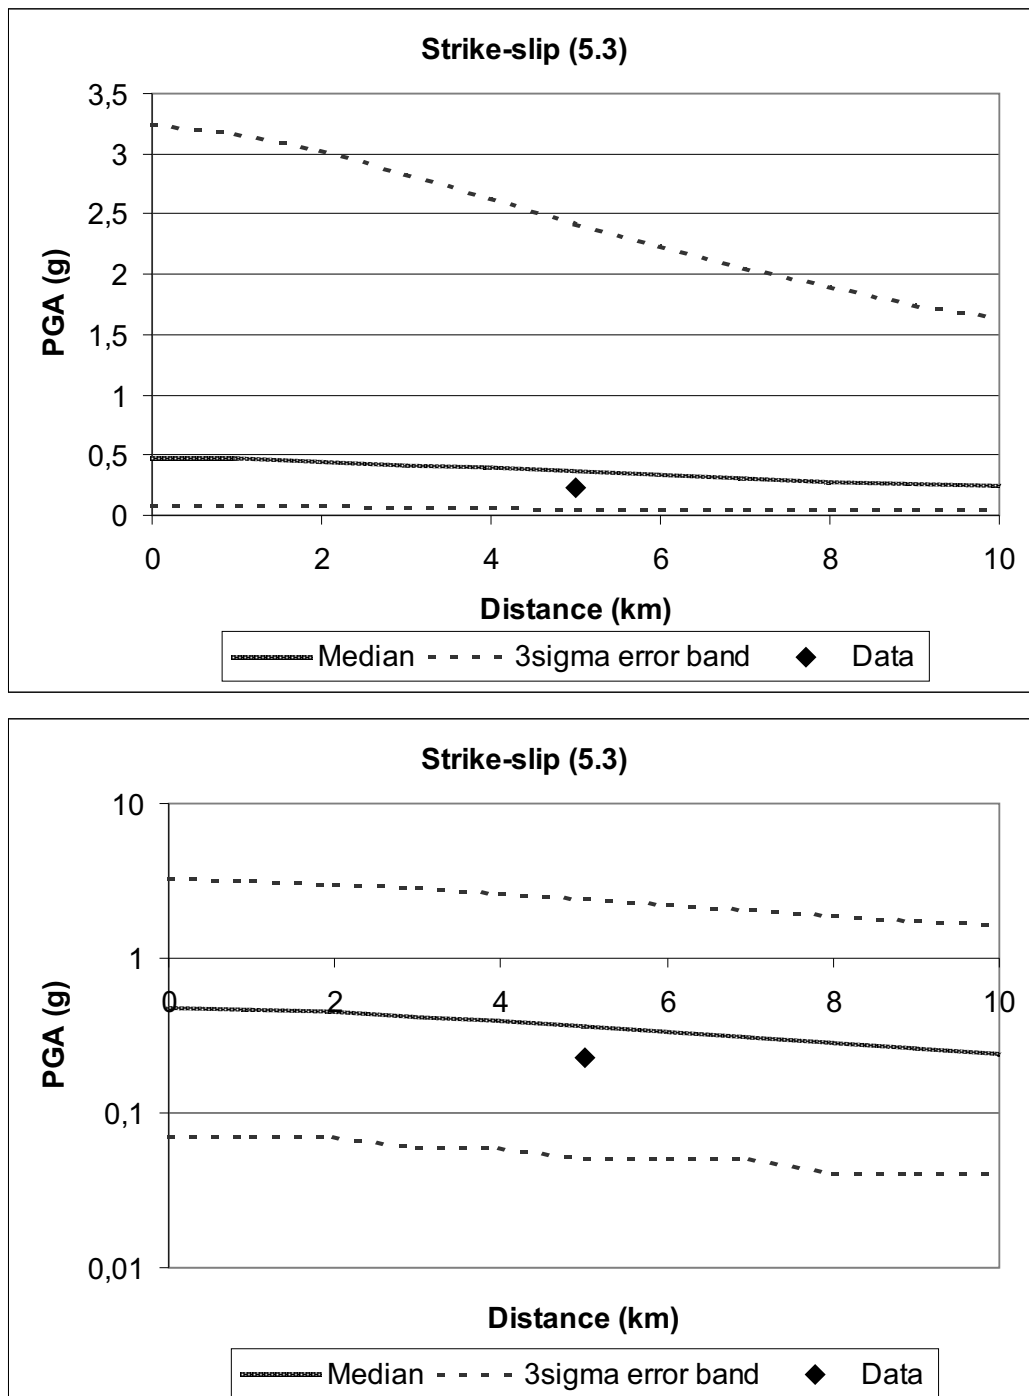 Strike-slip (5.3)
3,5
3
2,5
2
1,5
1
0,5
0
PGA (g)
0 2 4 6 8 10
Distance (km)
Median 3sigma error band Data
Strike-slip (5.3)
10
1
0,1
0,01
PGA (g)
0 2 4 6 8 10
Distance (km)
Median 3sigma error band Data